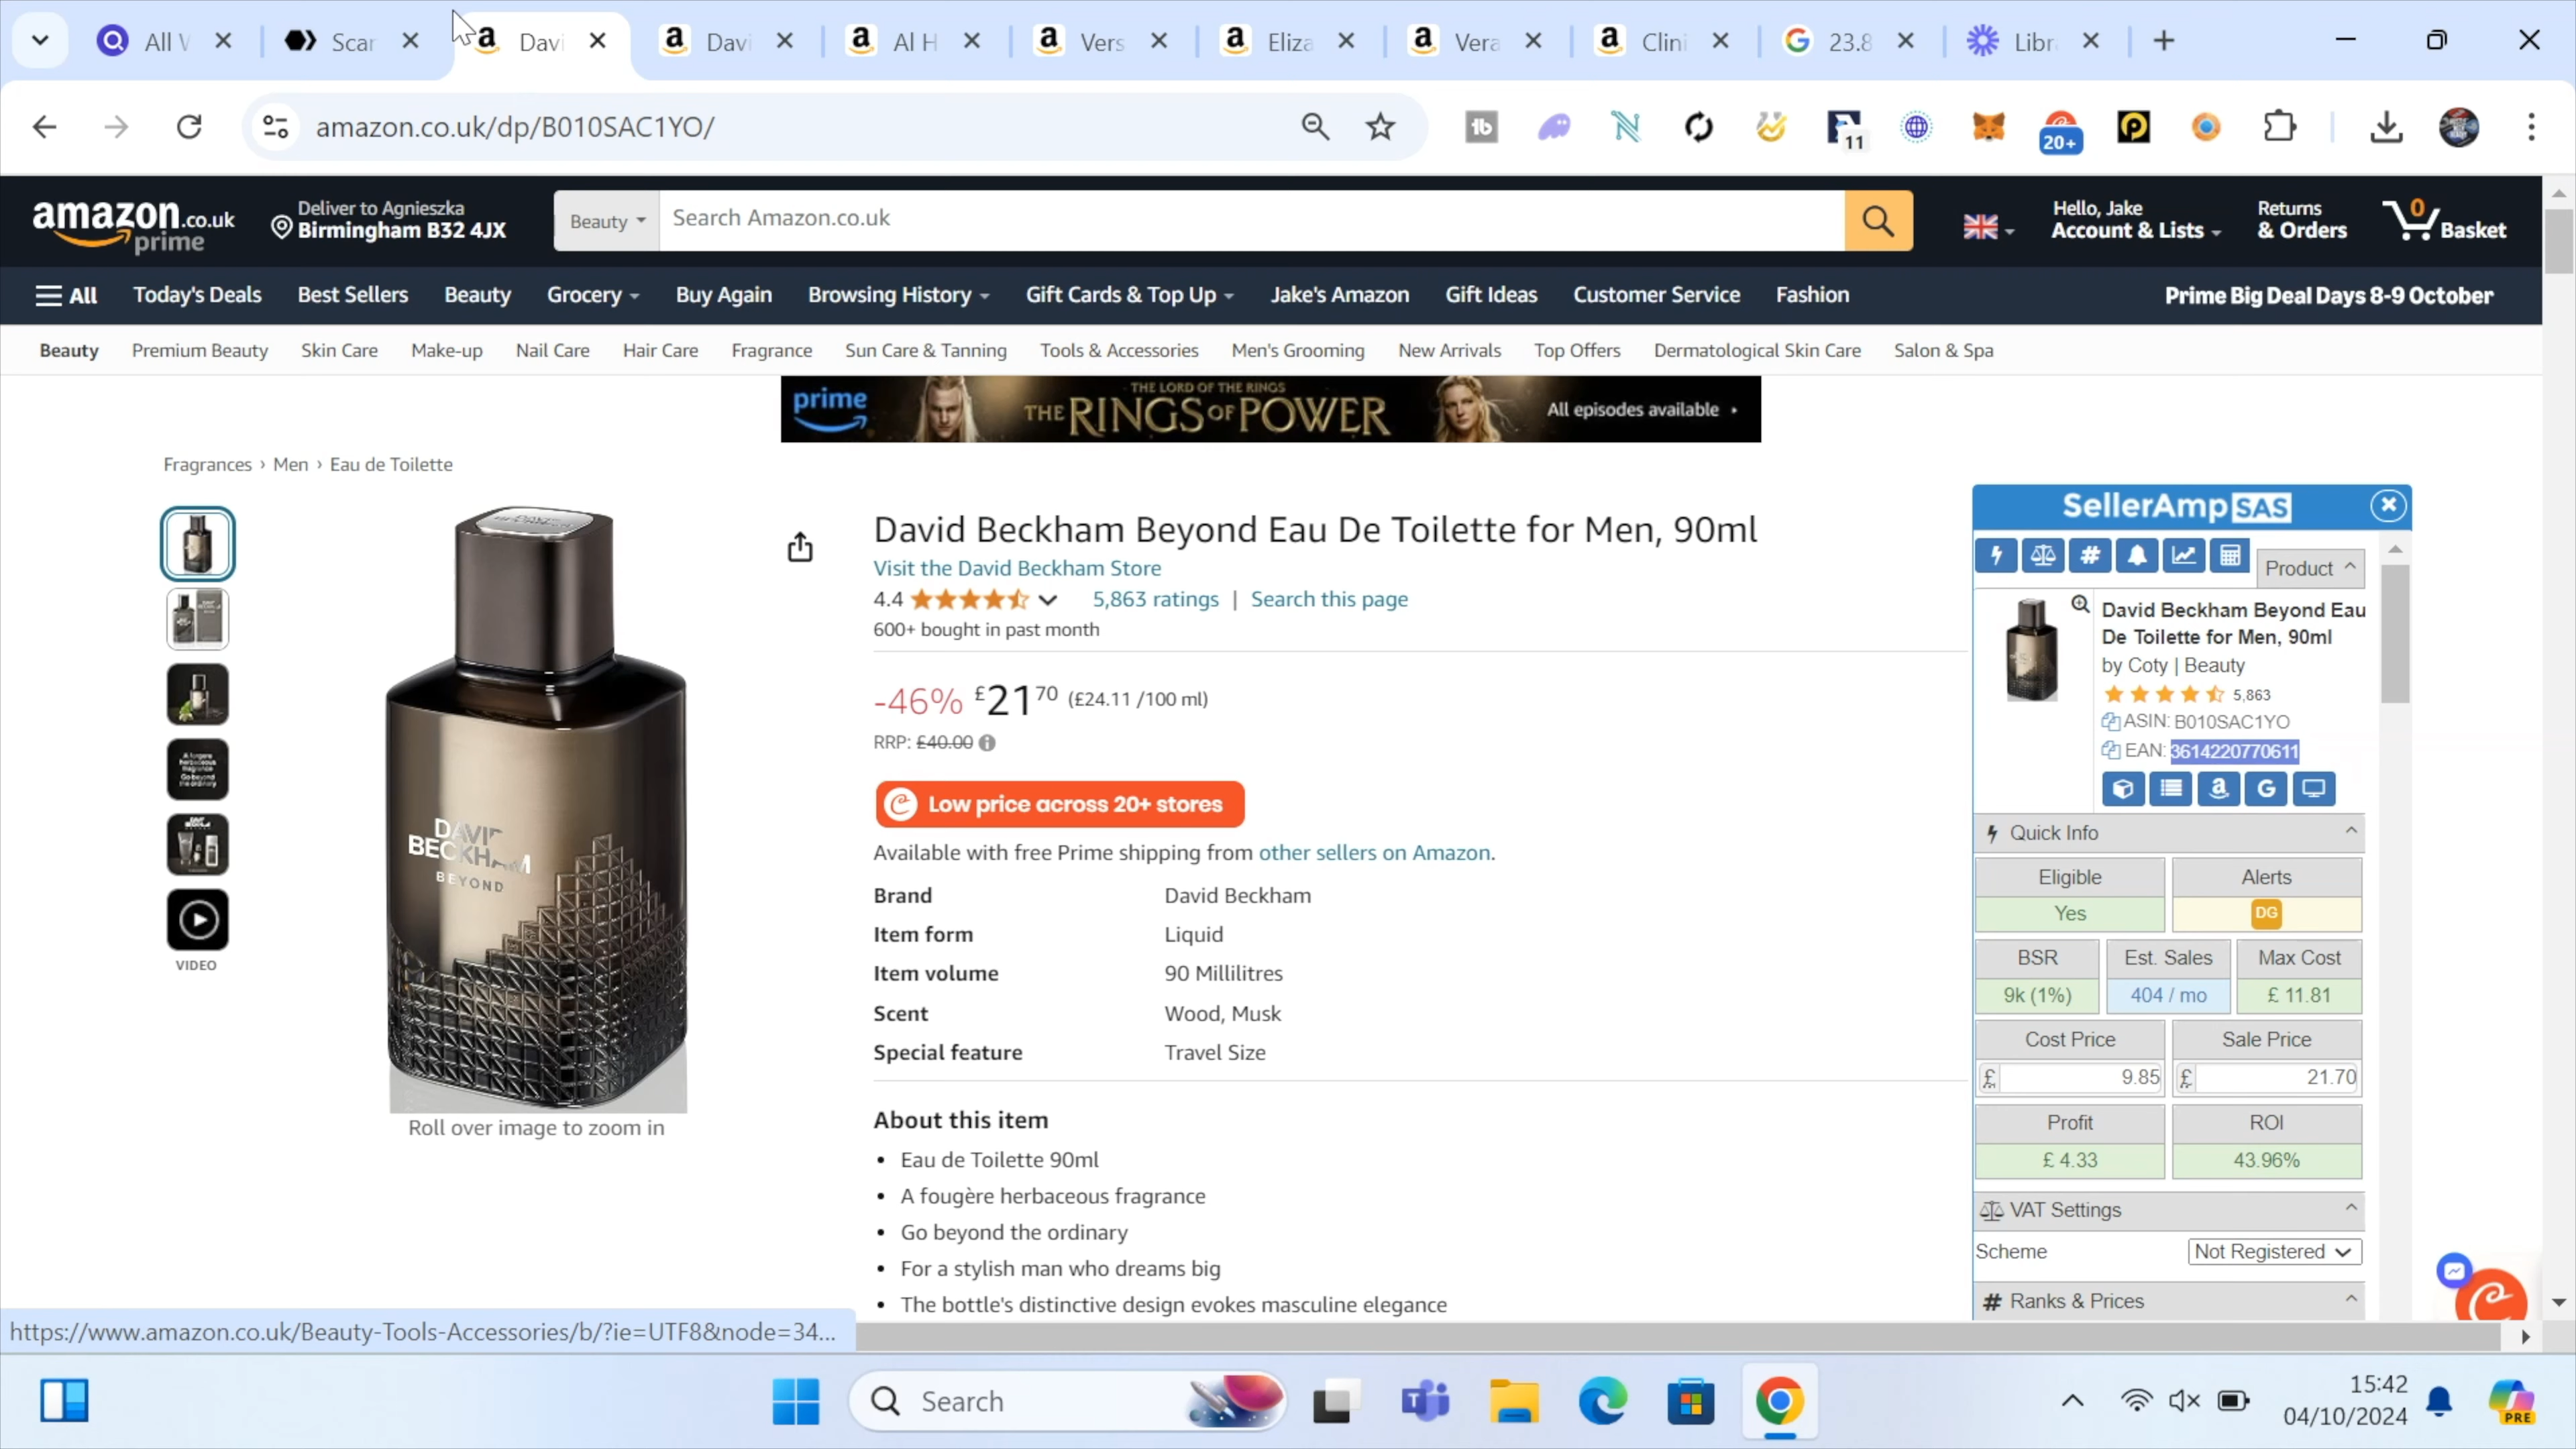 All
Scar
Davi
Davi
Al H
Vers
Eliza
Vera
Clini
23.8
Libr
amazon.co.uk/dp/B010SAC1YO/
11
20+
amazon.co.uk
prime
Deliver to Agnieszka
Birmingham B32 4JX
Beauty
Search Amazon.co.uk
Hello, Jake
Account & Lists
Returns
& Orders
0
Basket
All
Today's Deals
Best Sellers
Beauty
Grocery
Buy Again
Browsing History
Gift Cards & Top Up
Jake's Amazon
Gift Ideas
Customer Service
Fashion
Prime Big Deal Days 8-9 October
Beauty
Premium Beauty
Skin Care
Make-up
Nail Care
Hair Care
Fragrance
Sun Care & Tanning
Tools & Accessories
Men's Grooming
New Arrivals
Top Offers
Dermatological Skin Care
Salon & Spa
prime
THE LORD OF THE RINGS
THE RINGS OF POWER
All episodes available
Fragrances › Men › Eau de Toilette
DAVID
BECKHAM
BEYOND
VIDEO
Roll over image to zoom in
David Beckham Beyond Eau De Toilette for Men, 90ml
Visit the David Beckham Store
4.4
5,863 ratings | Search this page
600+ bought in past month
-46% £21 70 (£24.11 /100 ml)
RRP: £40.00
Low price across 20+ stores
Available with free Prime shipping from other sellers on Amazon.
Brand David Beckham
Item form Liquid
Item volume 90 Millilitres
Scent Wood, Musk
Special feature Travel Size
About this item
• Eau de Toilette 90ml
• A fougère herbaceous fragrance
• Go beyond the ordinary
• For a stylish man who dreams big
• The bottle's distinctive design evokes masculine elegance
SellerAmp SAS
Product
David Beckham Beyond Eau
De Toilette for Men, 90ml
by Coty | Beauty
5,863
ASIN: B010SAC1YO
EAN: 3614220770611
Quick Info
Eligible Alerts
Yes DG
BSR Est. Sales Max Cost
9k (1%) 404 / mo £ 11.81
Cost Price Sale Price
£ 9.85 £ 21.70
Profit ROI
£ 4.33 43.96%
VAT Settings
Scheme Not Registered
# Ranks & Prices
https://www.amazon.co.uk/Beauty-Tools-Accessories/b/?ie=UTF8&node=34...
Search
15:42
04/10/2024
PRE